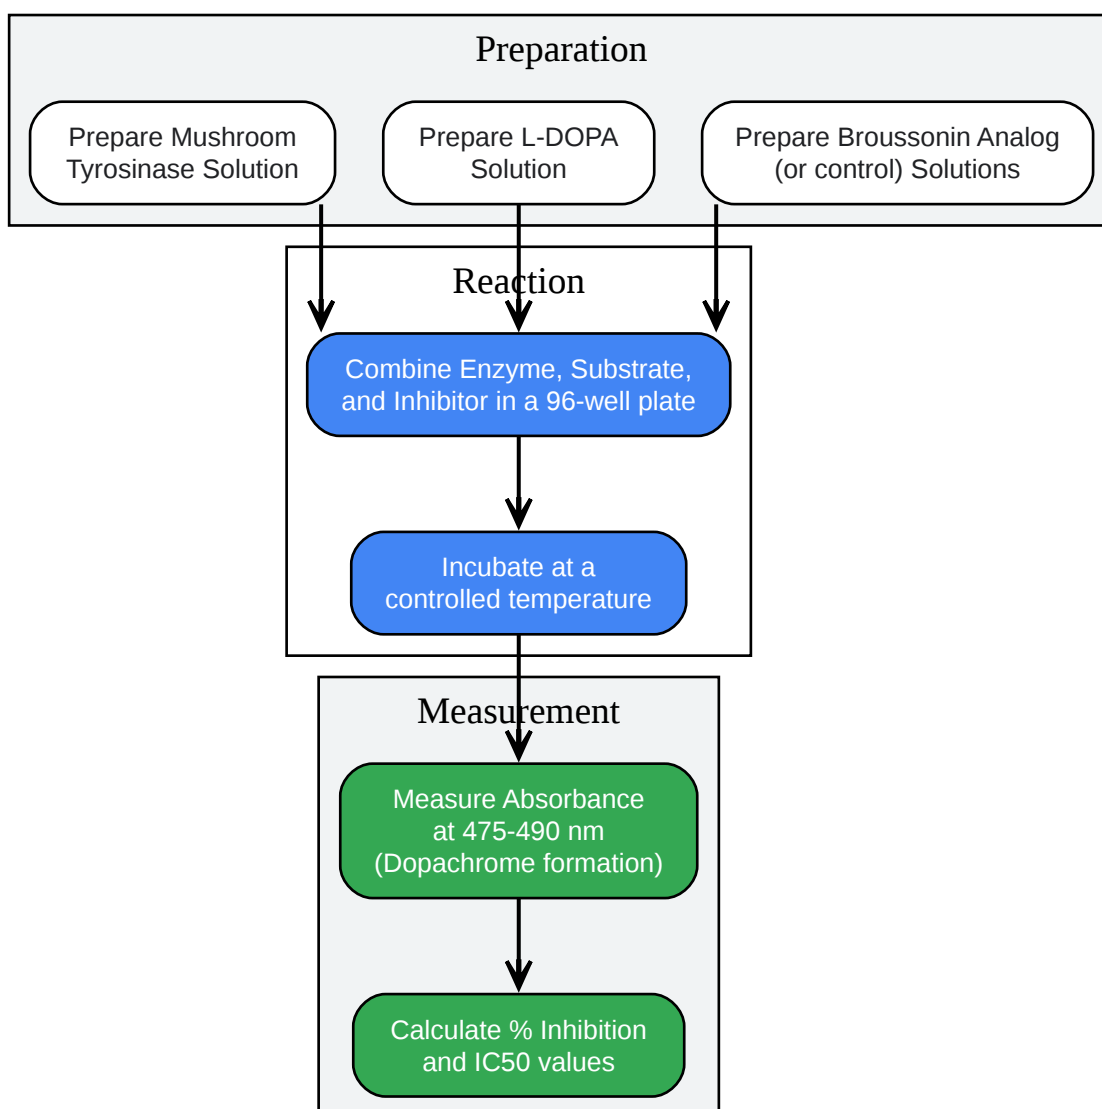 Preparation
Prepare Mushroom
Tyrosinase Solution
Prepare L-DOPA
Solution
Prepare Broussonin Analog
(or control) Solutions
Reaction
Combine Enzyme, Substrate,
and Inhibitor in a 96-well plate
Incubate at a
controlled temperature
Measurement
Measure Absorbance
at 475-490 nm
(Dopachrome formation)
Calculate % Inhibition
and IC50 values